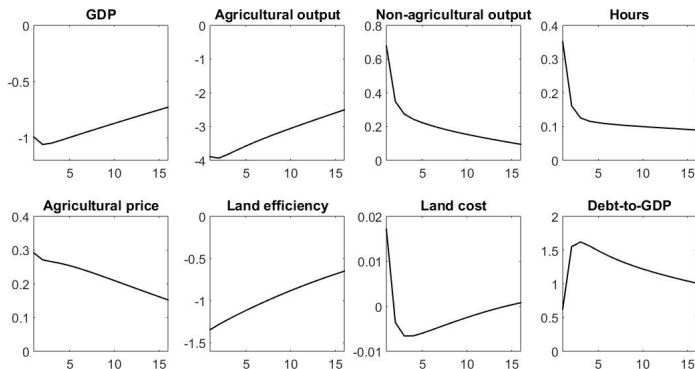 GDP
0
-0.5
-1
5 10 15
Agricultural output
0
-1
-2
-3
-4
5 10 15
Non-agricultural output
0.8
0.6
0.4
0.2
0
5 10 15
Hours
0.4
0.3
0.2
0.1
0
5 10 15
Agricultural price
0.4
0.3
0.2
0.1
0
5 10 15
Land efficiency
0
-0.5
-1
-1.5
5 10 15
Land cost
0.02
0.01
0
-0.01
5 10 15
Debt-to-GDP
2
1.5
1
0.5
0
5 10 15